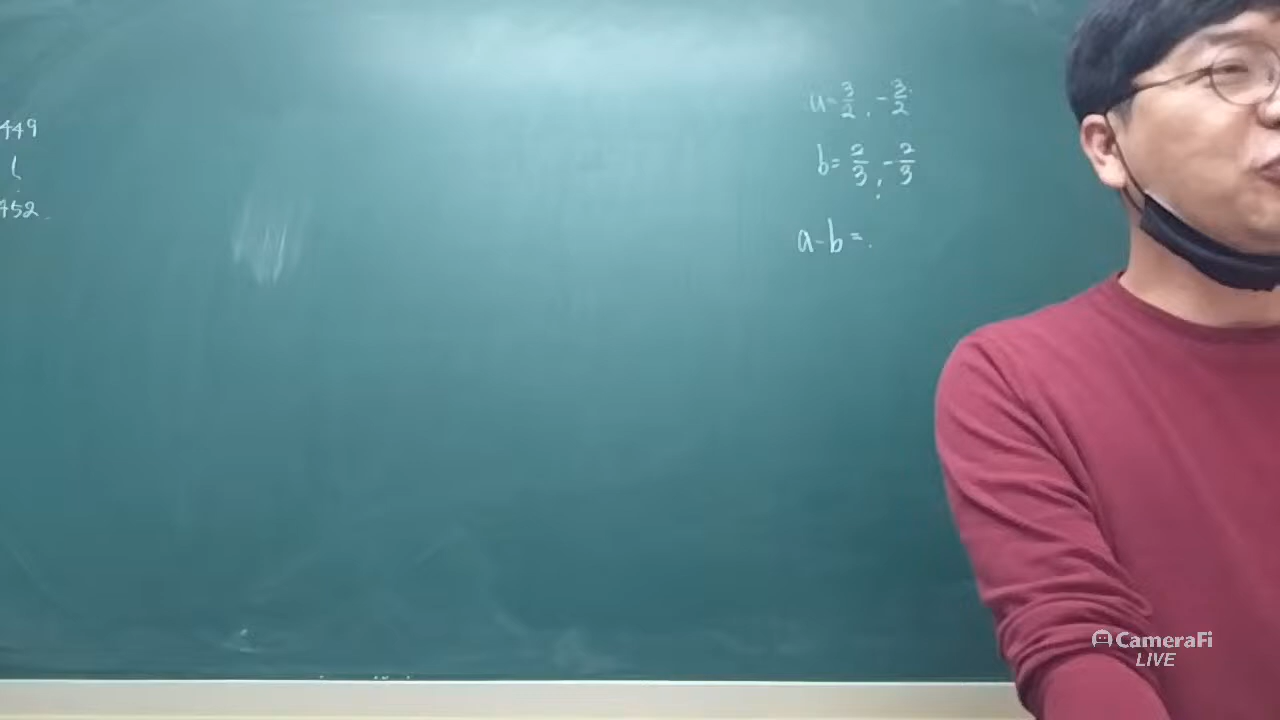 449
~
452
a=3/2, -3/2
b=2/3, -2/3
a-b=
CameraFi
LIVE